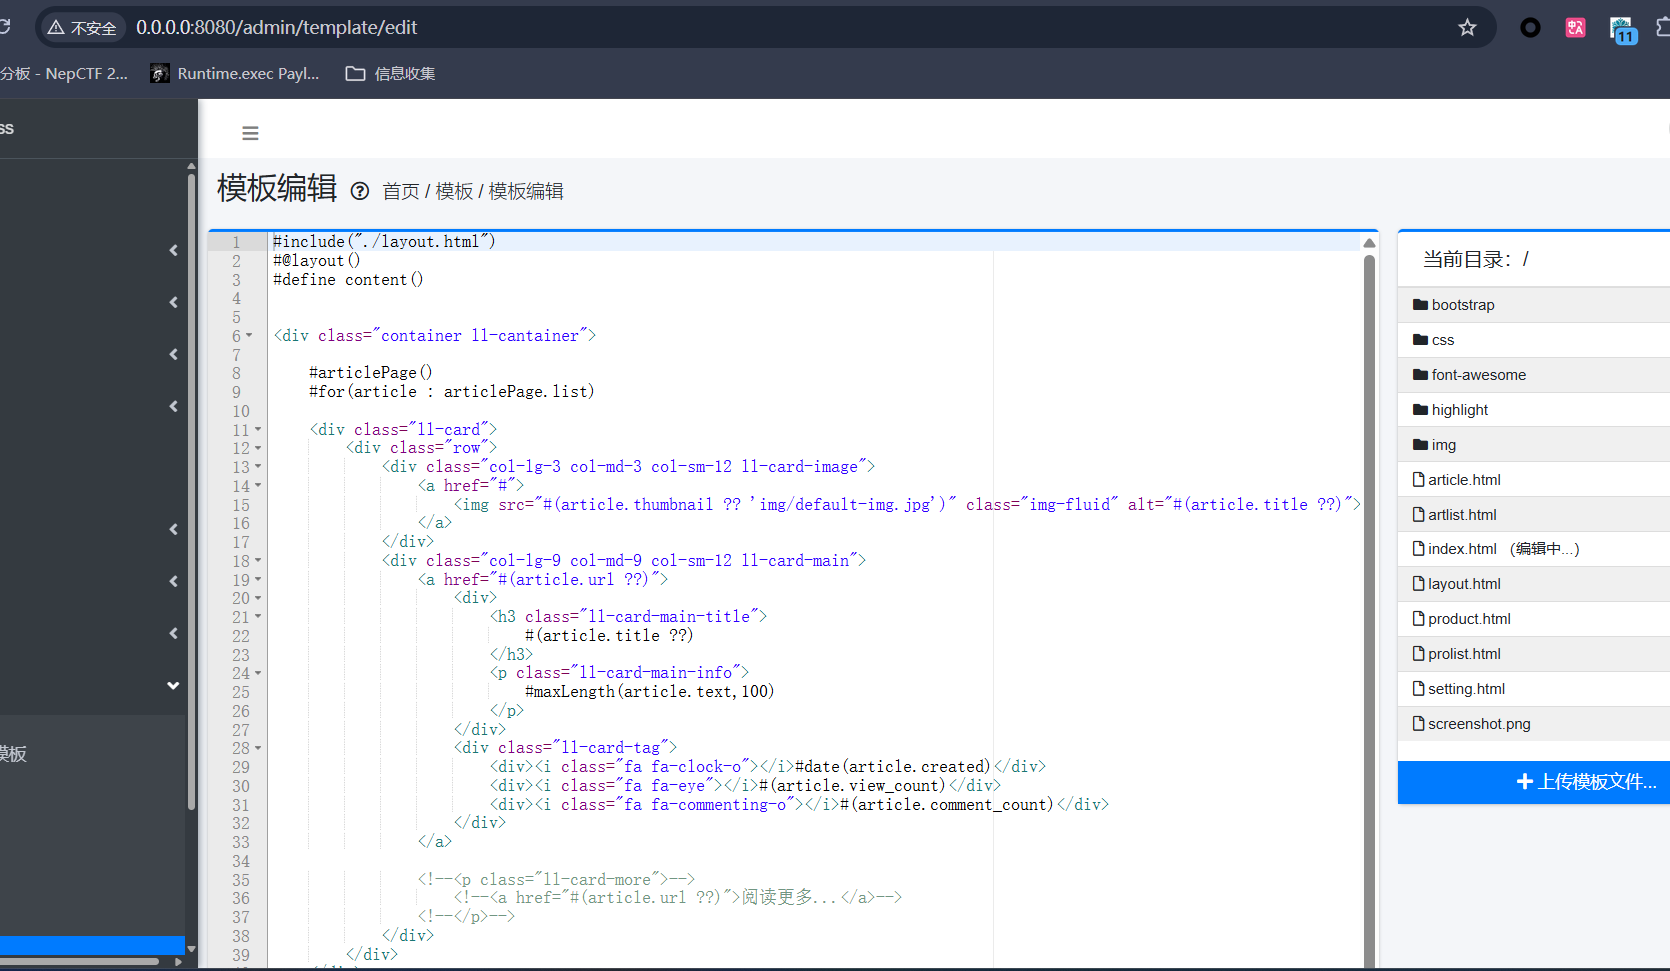 不安全 0.0.0.0:8080/admin/template/edit
11
分板 - NepCTF 2... Runtime.exec Payl... 信息收集
ss
模板编辑 首页 / 模板 / 模板编辑
1 #include("./layout.html")
2 #@layout()
3 #define content()
4
5
6 <div class="container ll-cantainer">
7
8 #articlePage()
9 #for(article : articlePage.list)
10
11 <div class="ll-card">
12 <div class="row">
13 <div class="col-lg-3 col-md-3 col-sm-12 ll-card-image">
14 <a href="#">
15 <img src="#(article.thumbnail ?? 'img/default-img.jpg')" class="img-fluid" alt="#(article.title ??)">
16 </a>
17 </div>
18 <div class="col-lg-9 col-md-9 col-sm-12 ll-card-main">
19 <a href="#(article.url ??)">
20 <div>
21 <h3 class="ll-card-main-title">
22 #(article.title ??)
23 </h3>
24 <p class="ll-card-main-info">
25 #maxLength(article.text,100)
26 </p>
27 </div>
28 <div class="ll-card-tag">
29 <div><i class="fa fa-clock-o"></i>#date(article.created)</div>
30 <div><i class="fa fa-eye"></i>#(article.view_count)</div>
31 <div><i class="fa fa-commenting-o"></i>#(article.comment_count)</div>
32 </div>
33 </a>
34
35 <!--<p class="ll-card-more">-->
36 <!--<a href="#(article.url ??)">阅读更多...</a>-->
37 <!--</p>-->
38 </div>
39 </div>
当前目录：/
bootstrap
css
font-awesome
highlight
img
article.html
artlist.html
index.html (编辑中...)
layout.html
product.html
prolist.html
setting.html
screenshot.png
上传模板文件...
模板